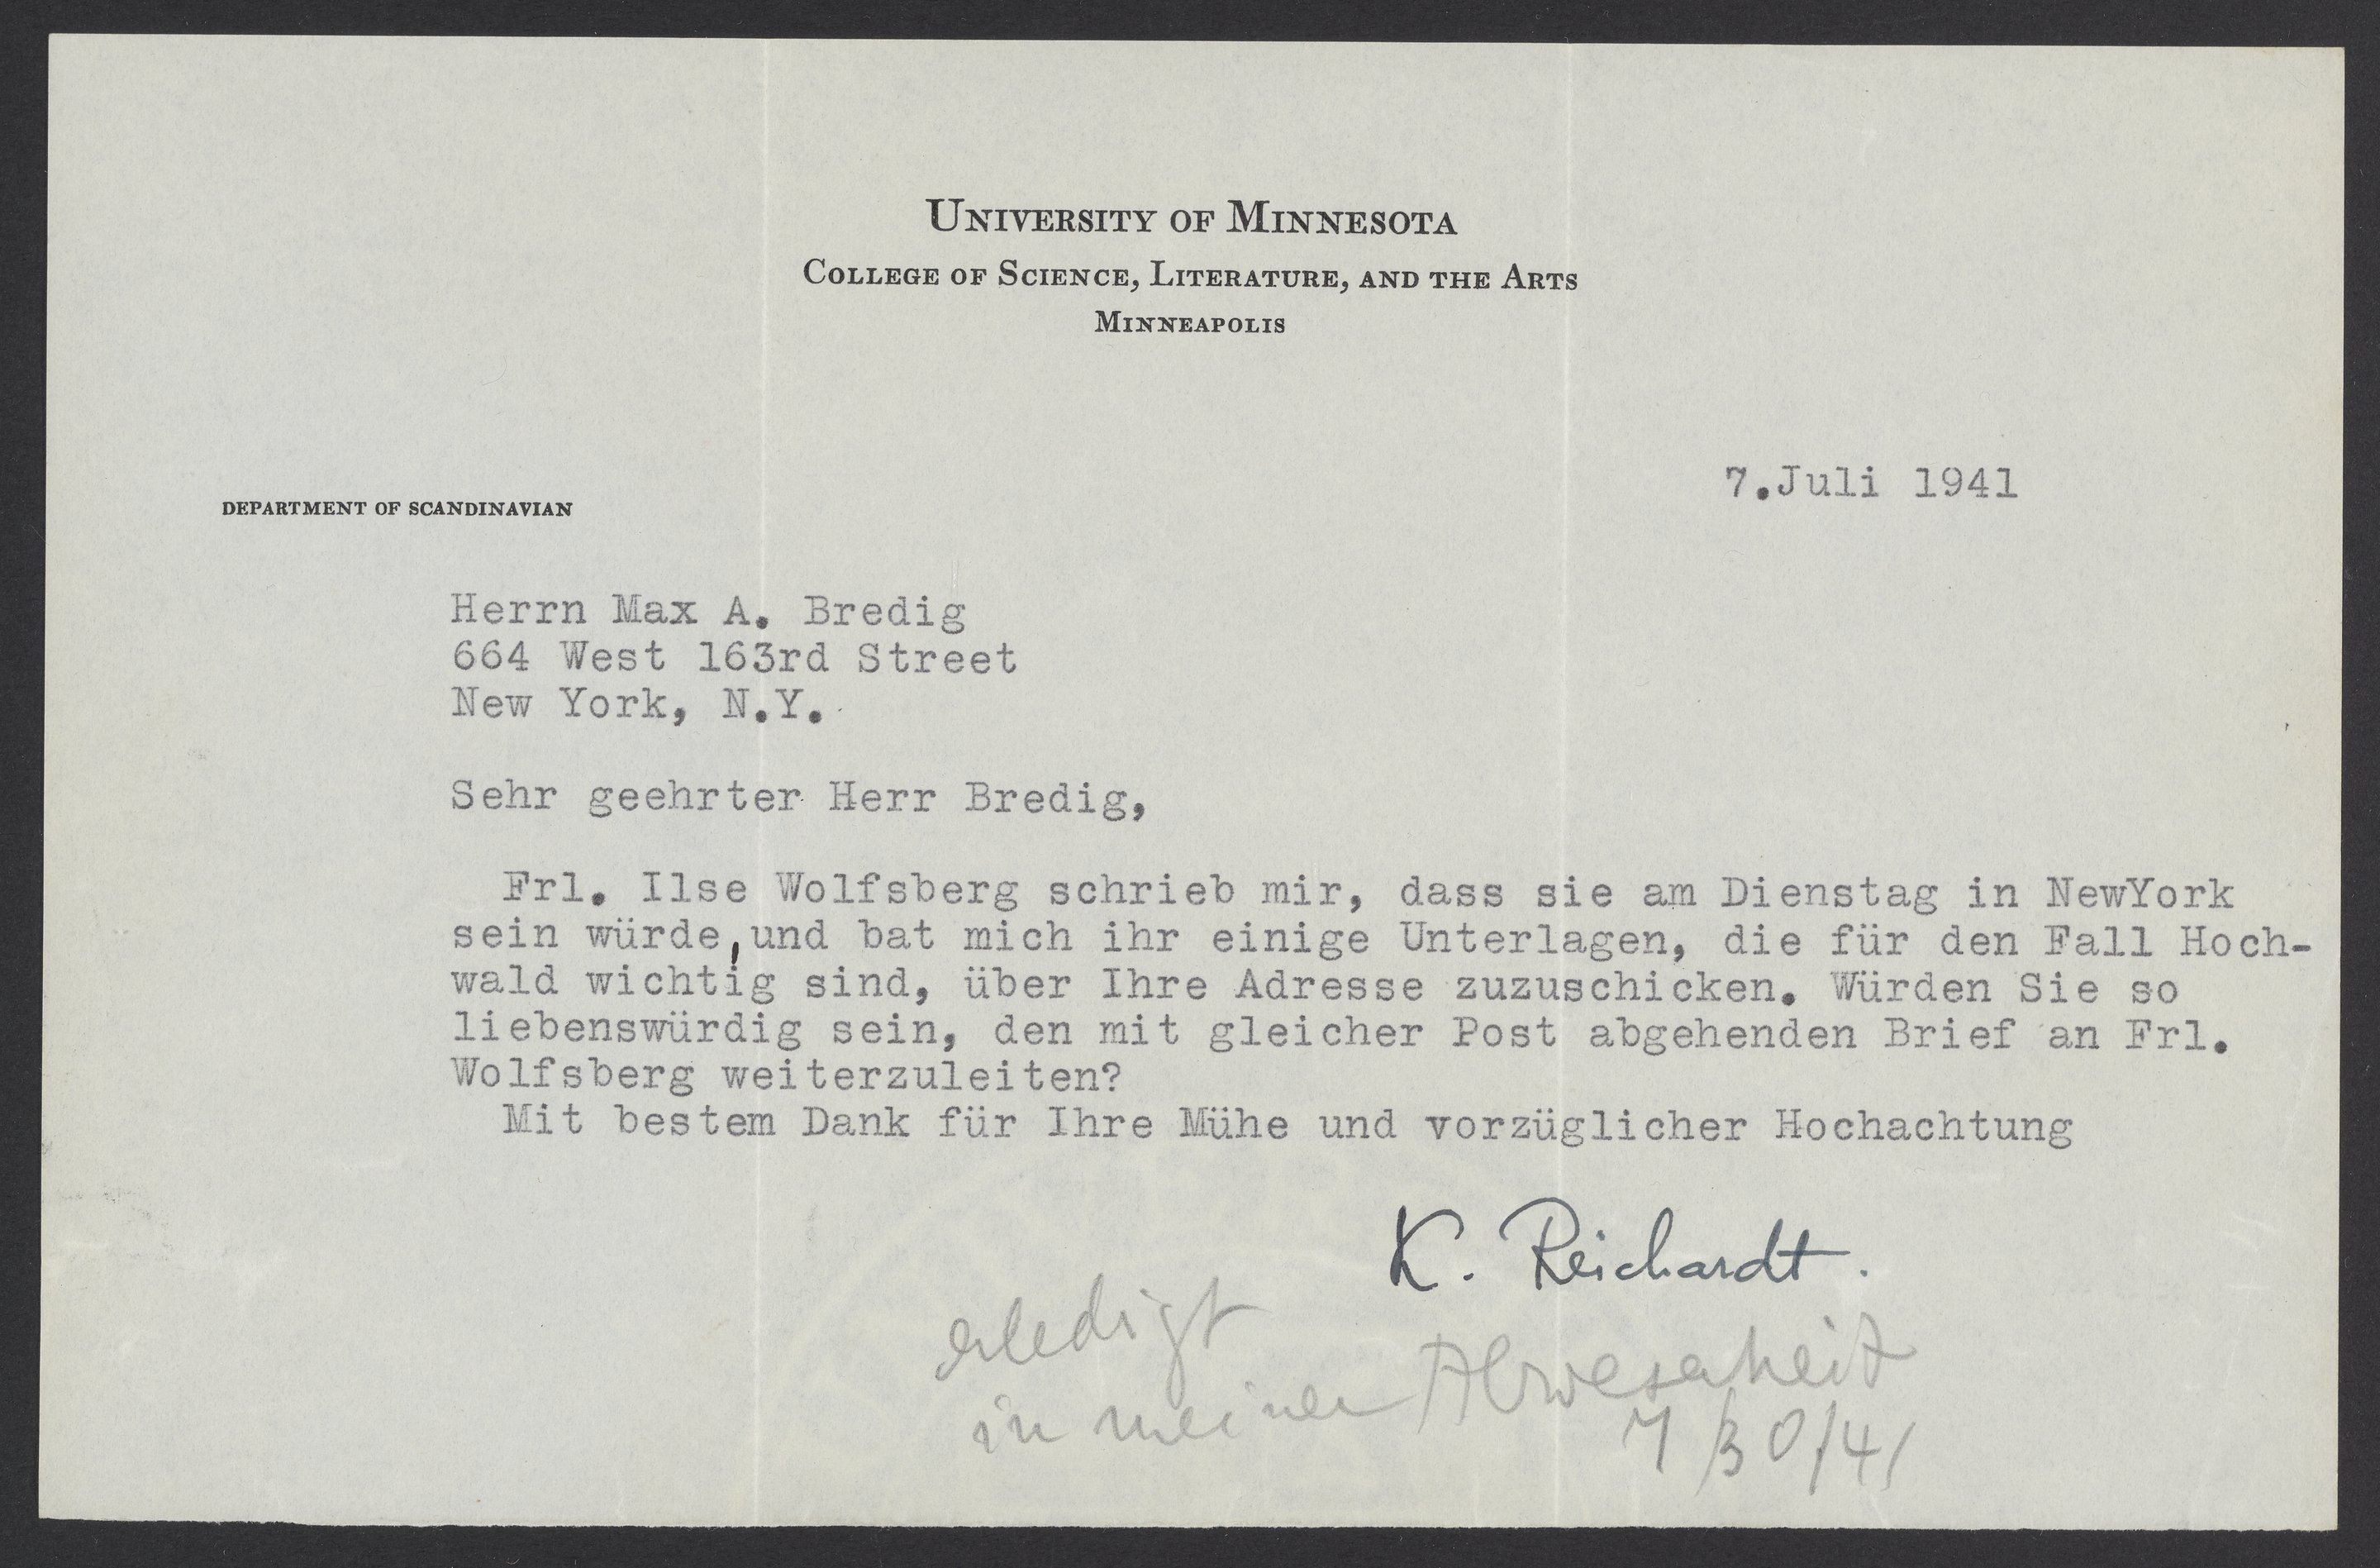 UNIVERSITY OF MINNESOTA
COLLEGE OF SCIENCE, LITERATURE, AND THE ARTS
MINNEAPOLIS
7.Juli 1941
DEPARTMENT OF SCANDINAVIAN
Herrn Max A. Bredig
664 West 163rd Street
New York, N.Y.
Sehr geehrter Herr Bredig,
Frl. Ilse Wolfsberg schrieb mir, dass sie am Dienstag in NewYork
sein würde,und bat mich ihr einige Unterlagen, die für den Fall Hoch-
wald wichtig sind, über Ihre Adresse zuzuschicken. Würden Sie so
liebenswürdig sein, den mit gleicher Post abgehenden Brief an Frl.
Wolfsberg weiterzuleiten?
Mit bestem Dank für Ihre Mühe und vorzüglicher Hochachtung
K. Reichardt.
erledigt
in meiner Abwesenheit
7/30/41